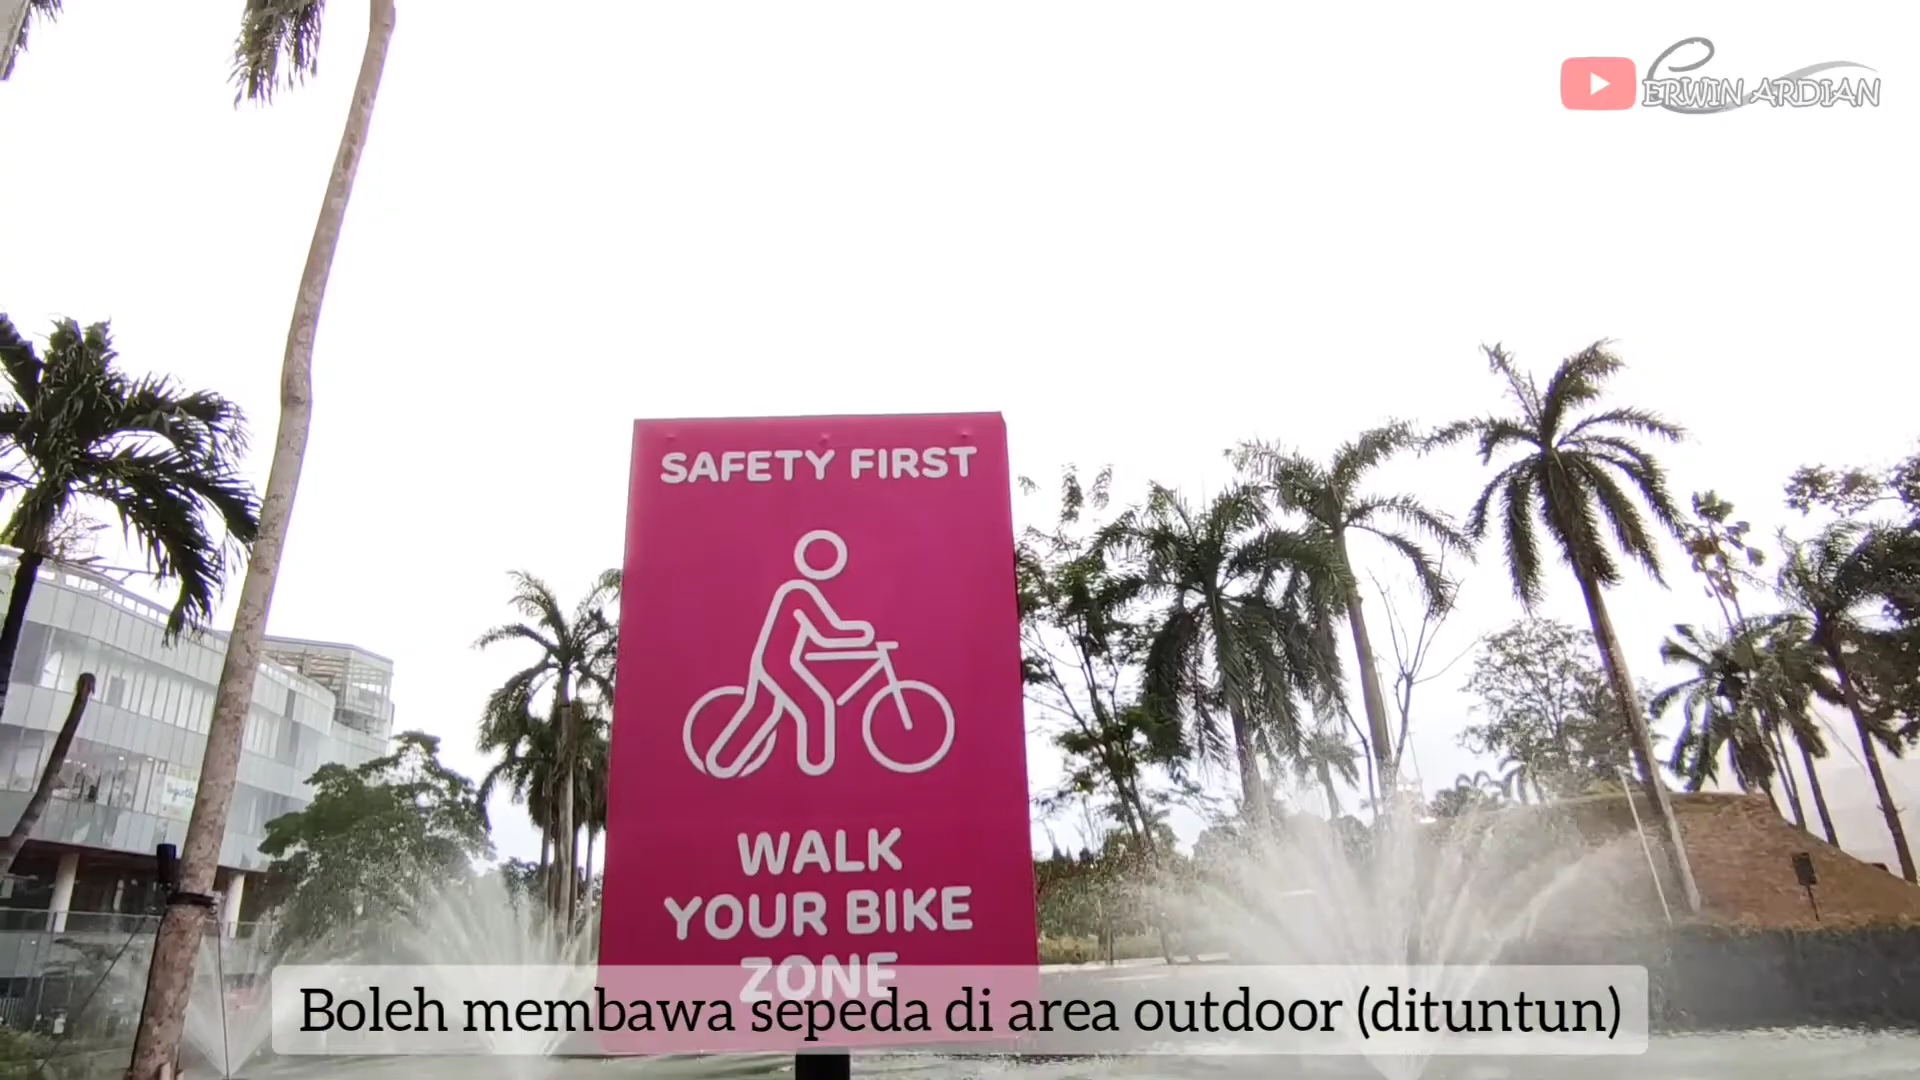 ERWIN ARDIAN
SAFETY FIRST
WALK
YOUR BIKE
ZONE
Boleh membawa sepeda di area outdoor (dituntun)